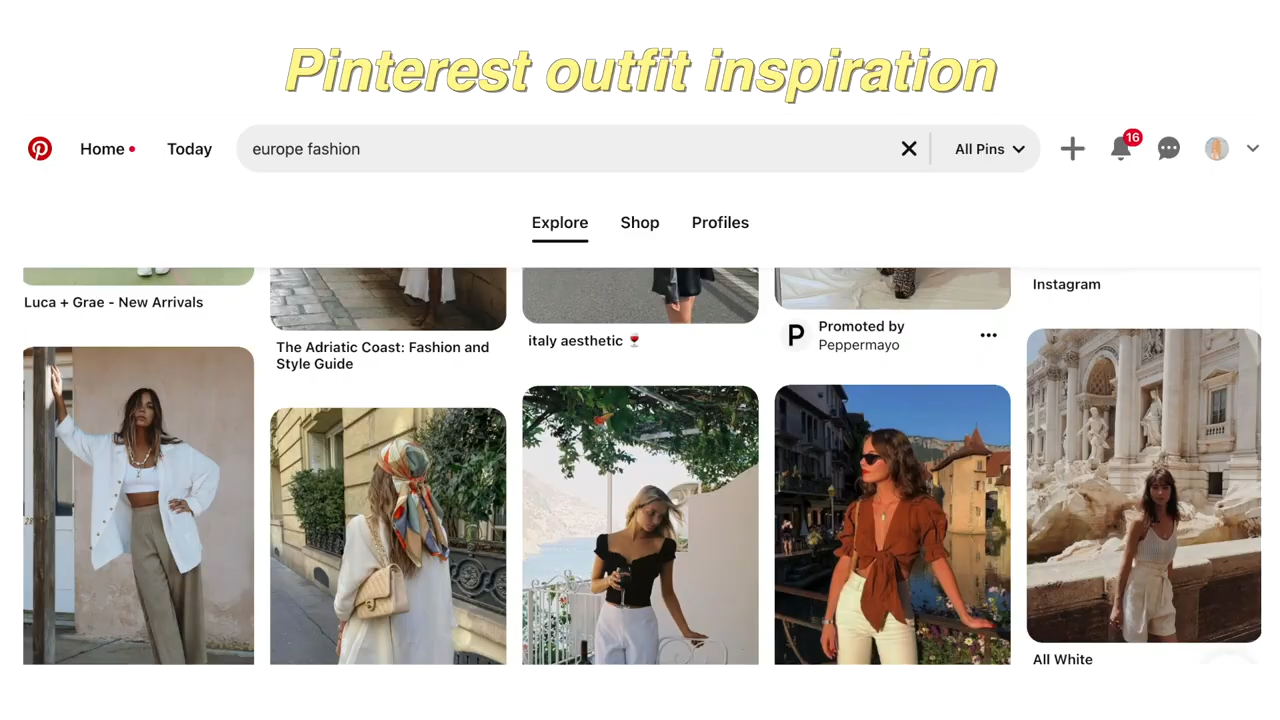 Pinterest outfit inspiration
Home
Today
europe fashion
All Pins
16
Explore
Shop
Profiles
Luca + Grae - New Arrivals
The Adriatic Coast: Fashion and
Style Guide
italy aesthetic 🍷
P
Promoted by
Peppermayo
Instagram
All White